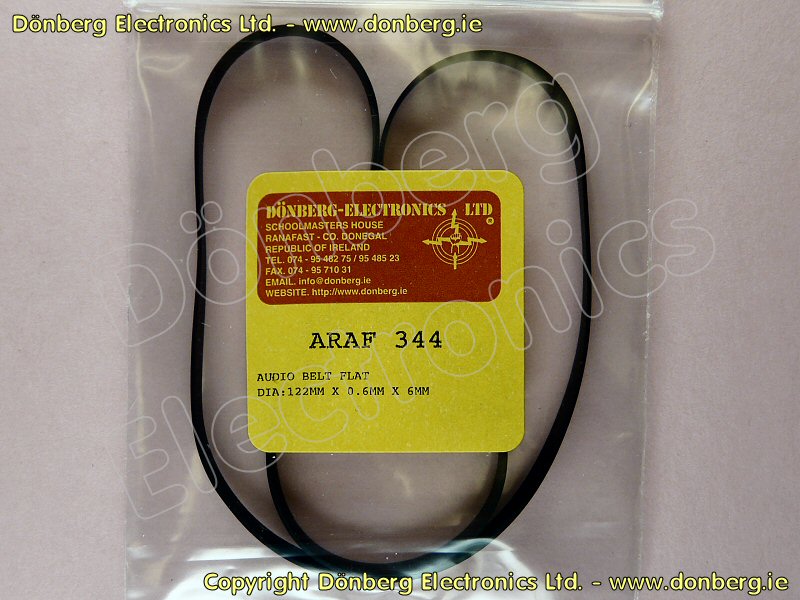 Dönberg Electronics Ltd. - www.donberg.ie
Dönberg
Electronics
DÖNBERG-ELECTRONICS LTD
®
SCHOOLMASTERS HOUSE
RANAFAST - CO. DONEGAL
REPUBLIC OF IRELAND
TEL. 074 - 95 482 75 / 95 485 23
FAX. 074 - 95 710 31
EMAIL. info@donberg.ie
WEBSITE. http://www.donberg.ie
ARAF 344
AUDIO BELT FLAT
DIA:122MM X 0.6MM X 6MM
Copyright Dönberg Electronics Ltd. - www.donberg.ie